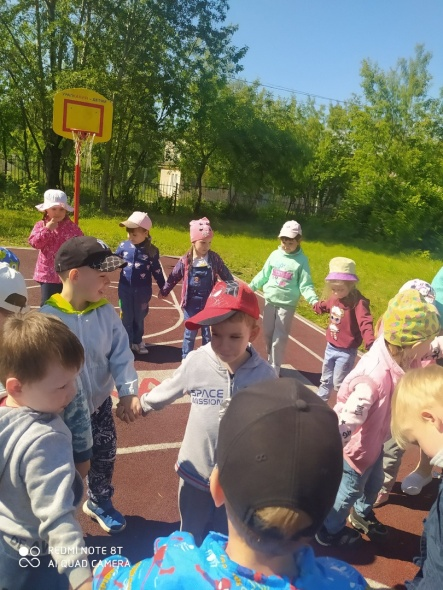 SPACE
MISSION
REDMI NOTE 8T
AI QUAD CAMERA